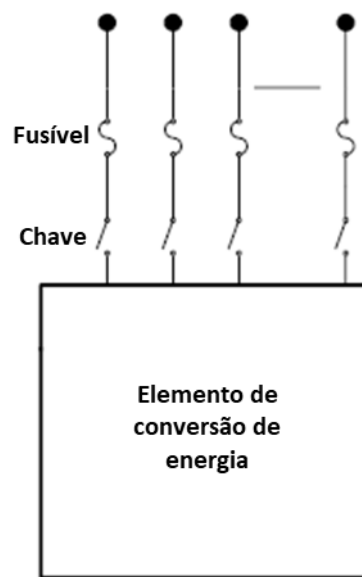 Fusível
Chave
Elemento de
conversão de
energia